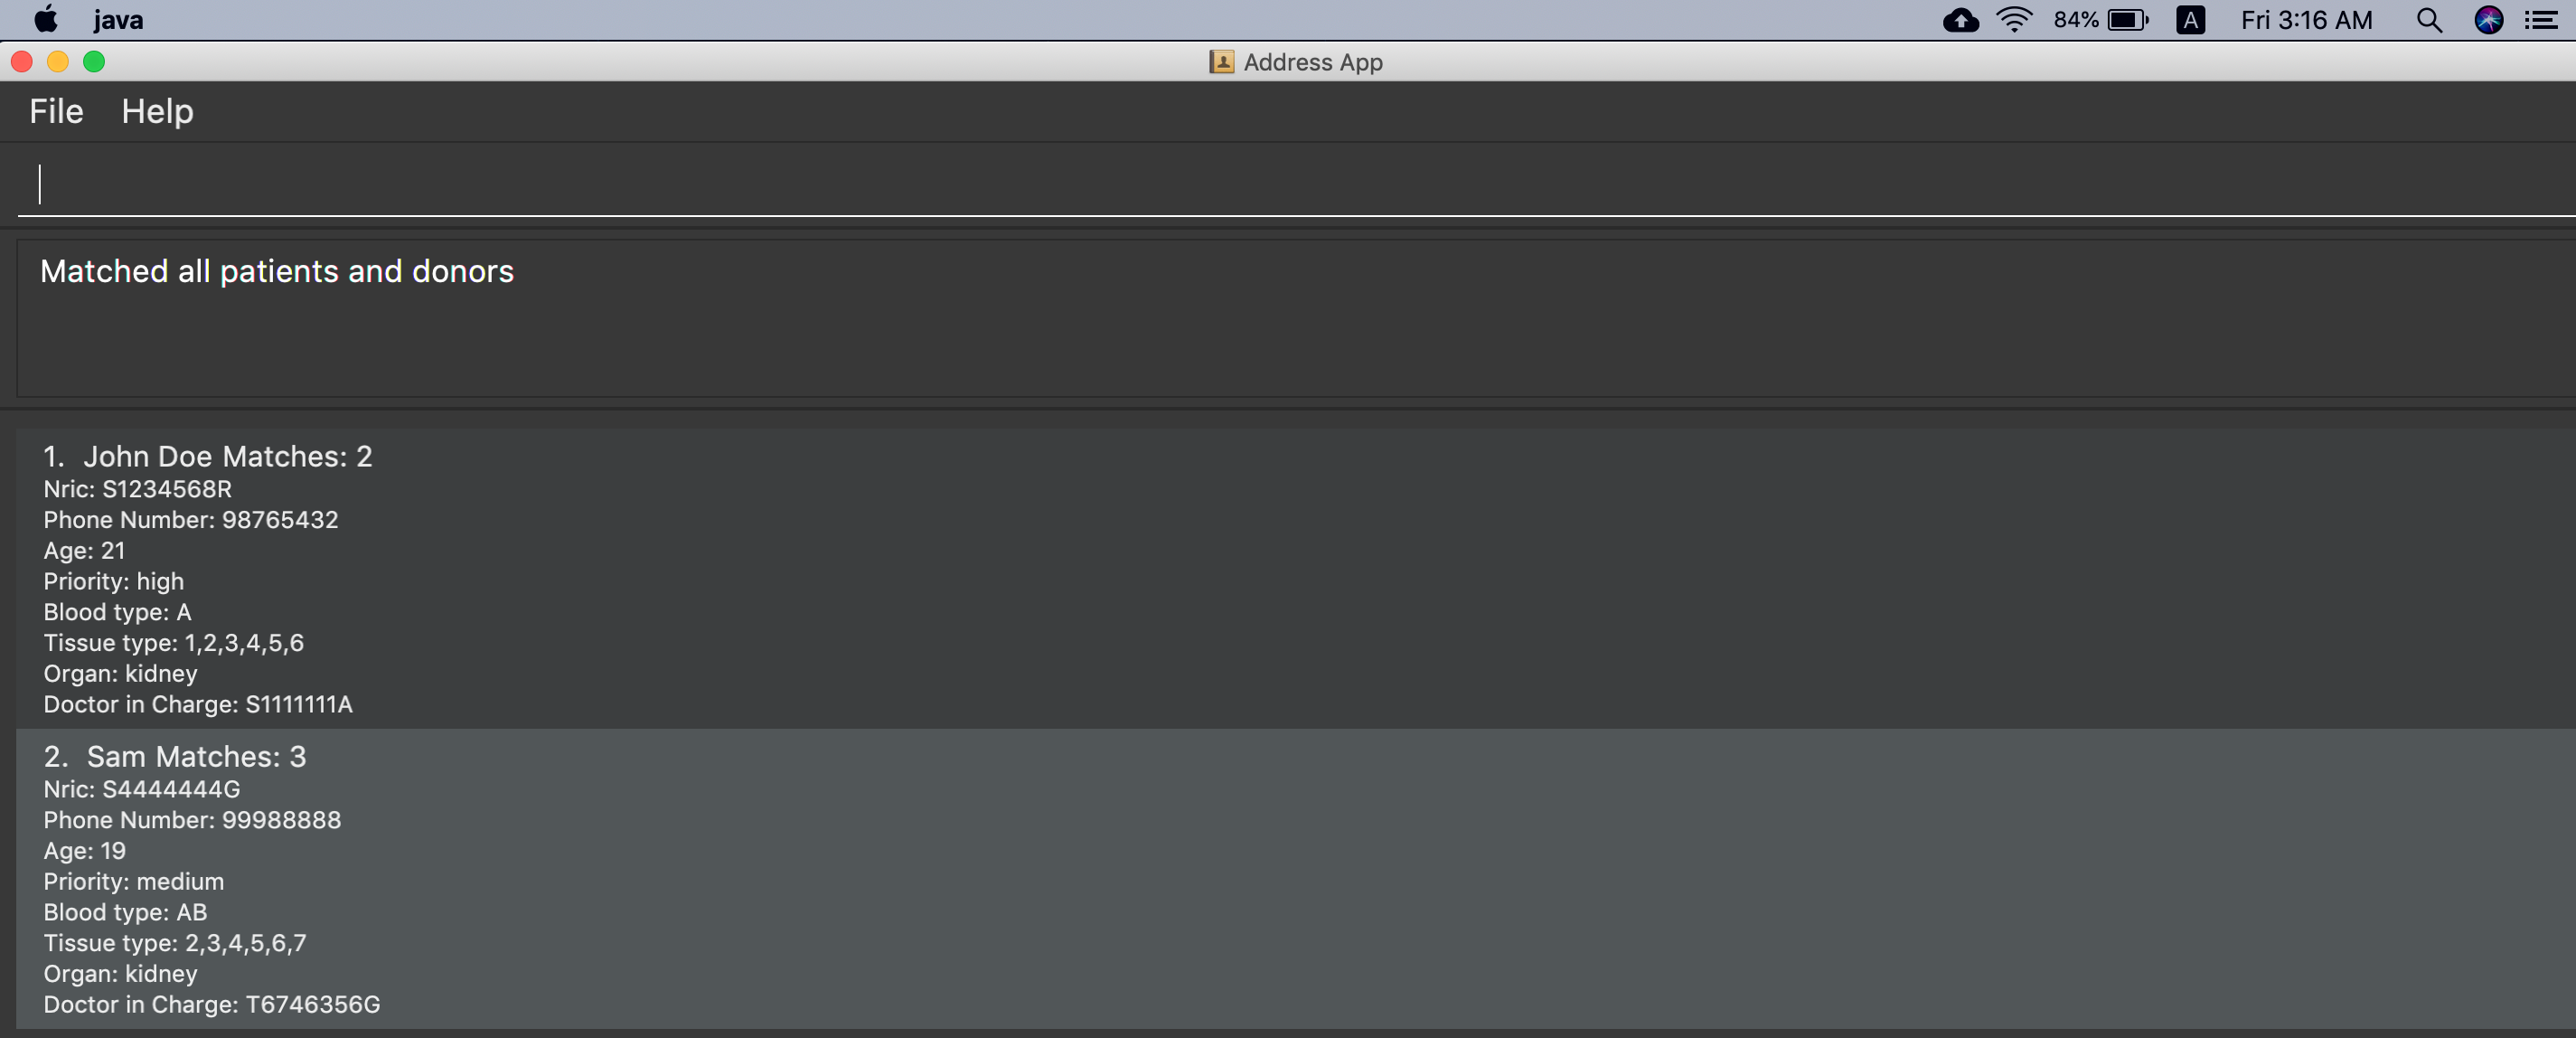 java 84% A Fri 3:16 AM
Address App
File Help
Matched all patients and donors
1. John Doe Matches: 2
Nric: S1234568R
Phone Number: 98765432
Age: 21
Priority: high
Blood type: A
Tissue type: 1,2,3,4,5,6
Organ: kidney
Doctor in Charge: S1111111A
2. Sam Matches: 3
Nric: S4444444G
Phone Number: 99988888
Age: 19
Priority: medium
Blood type: AB
Tissue type: 2,3,4,5,6,7
Organ: kidney
Doctor in Charge: T6746356G